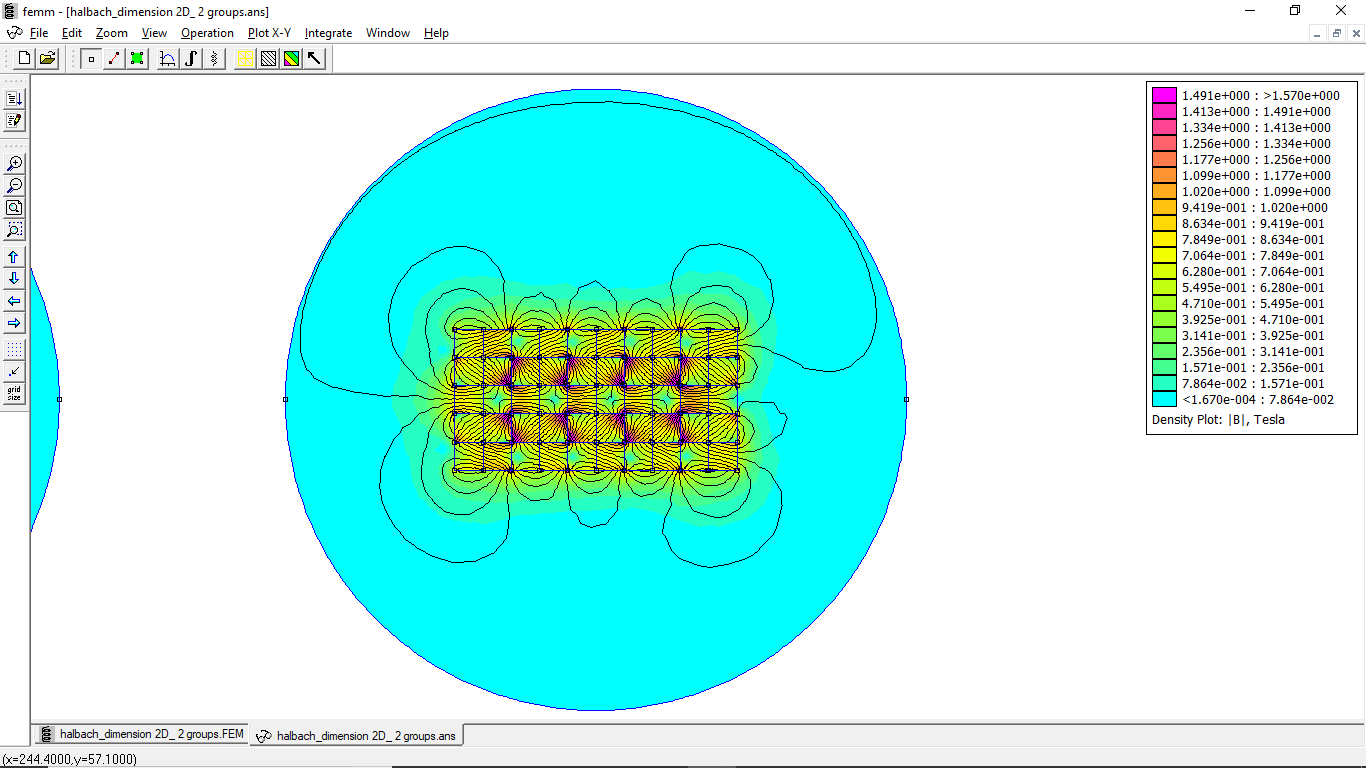 femm - [halbach_dimension 2D_ 2 groups.ans]
File Edit Zoom View Operation Plot X-Y Integrate Window Help
grid
size
1.491e+000 : >1.570e+000
1.413e+000 : 1.491e+000
1.334e+000 : 1.413e+000
1.256e+000 : 1.334e+000
1.177e+000 : 1.256e+000
1.099e+000 : 1.177e+000
1.020e+000 : 1.099e+000
9.419e-001 : 1.020e+000
8.634e-001 : 9.419e-001
7.849e-001 : 8.634e-001
7.064e-001 : 7.849e-001
6.280e-001 : 7.064e-001
5.495e-001 : 6.280e-001
4.710e-001 : 5.495e-001
3.925e-001 : 4.710e-001
3.141e-001 : 3.925e-001
2.356e-001 : 3.141e-001
1.571e-001 : 2.356e-001
7.864e-002 : 1.571e-001
<1.670e-004 : 7.864e-002
Density Plot: |B|, Tesla
halbach_dimension 2D_ 2 groups.FEM
halbach_dimension 2D_ 2 groups.ans
(x=244.4000,y=57.1000)